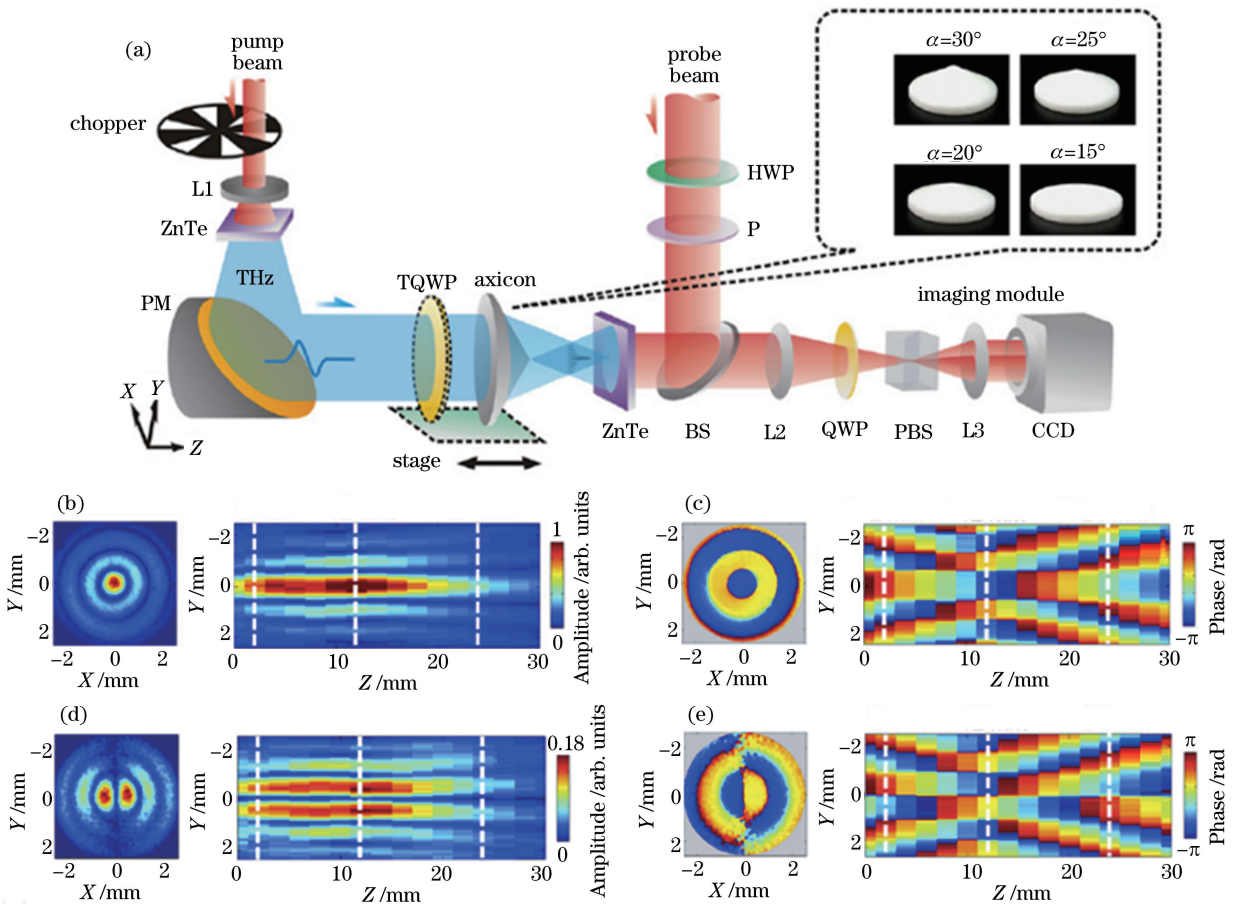 (a)
pump
beam
chopper
L1
ZnTe
THz
PM
TQWP
axicon
stage
X
Y
Z
probe
beam
HWP
P
α=30°
α=25°
α=20°
α=15°
imaging module
ZnTe
BS
L2
QWP
PBS
L3
CCD
(b)
Y/mm
−2
0
2
−2 0 2
X/mm
Y/mm
−2
0
2
0 10 20 30
Z/mm
1
0
Amplitude /arb. units
(c)
Y/mm
−2
0
2
−2 0 2
X/mm
Y/mm
−2
0
2
0 10 20 30
Z/mm
π
−π
Phase /rad
(d)
Y/mm
−2
0
2
−2 0 2
X/mm
Y/mm
−2
0
2
0 10 20 30
Z/mm
0.18
0
Amplitude /arb. units
(e)
Y/mm
−2
0
2
−2 0 2
X/mm
Y/mm
−2
0
2
0 10 20 30
Z/mm
π
−π
Phase /rad